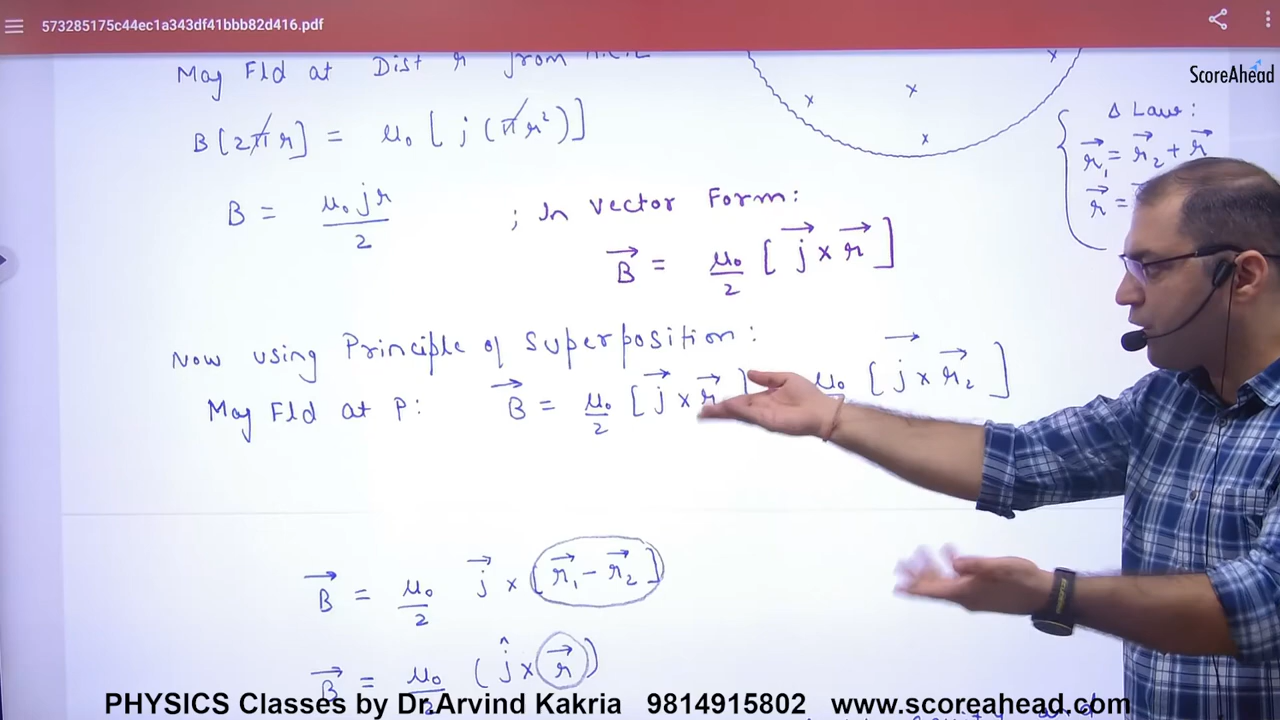 573285175c44ec1a343df41bbb82d416.pdf
ScoreAhead
Mag Fld at Dist r from
B[2πr] = μ₀[j(πr²)]
B = μ₀jr/2 ; In Vector Form:
B⃗ = μ₀/2 [j⃗ × r⃗]
Δ Law:
r⃗₁ = r⃗₂ + r⃗
r⃗ =
Now using Principle of Superposition:
Mag Fld at P: B⃗ = μ₀/2 [j⃗ × r⃗ ] μ₀ [j⃗ × r⃗₂]
B⃗ = μ₀/2 j⃗ × [r⃗₁ - r⃗₂]
B⃗ = μ₀/2 (ĵ × r⃗)
PHYSICS Classes by Dr.Arvind Kakria 9814915802 www.scoreahead.com